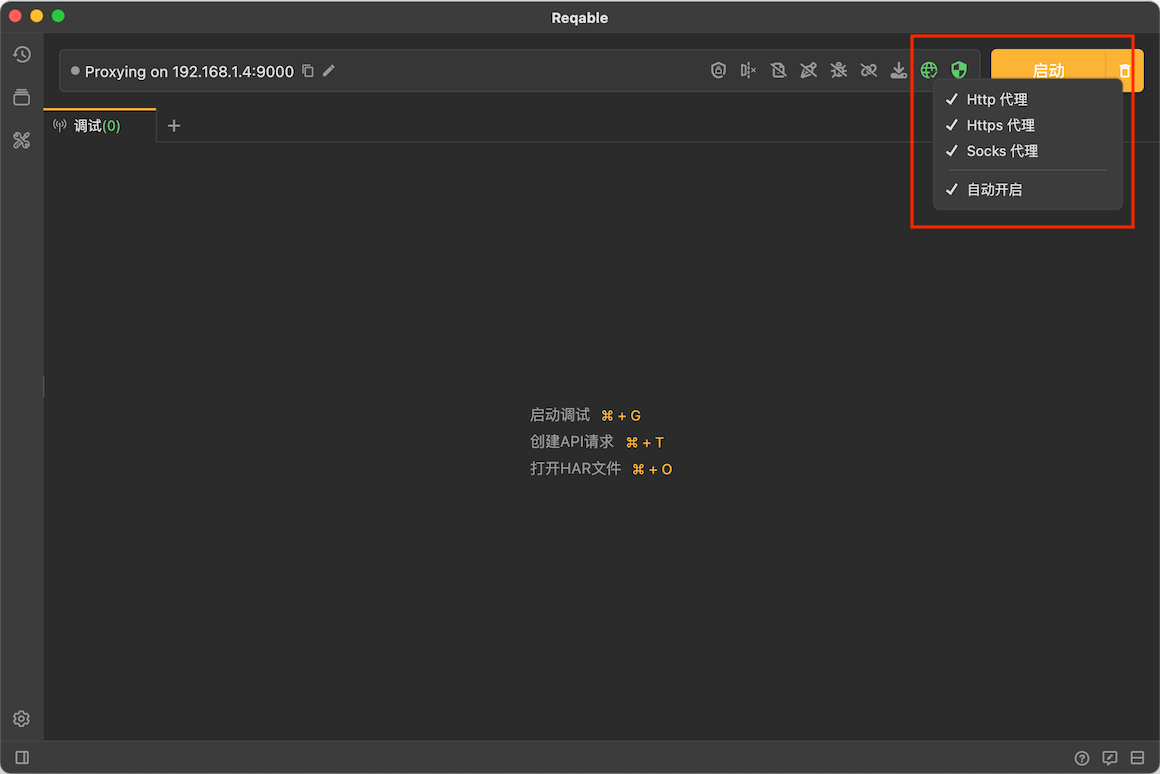 Reqable
Proxying on 192.168.1.4:9000
启动
Http 代理
Https 代理
Socks 代理
自动开启
调试(0)
启动调试 ⌘ + G
创建API请求 ⌘ + T
打开HAR文件 ⌘ + O